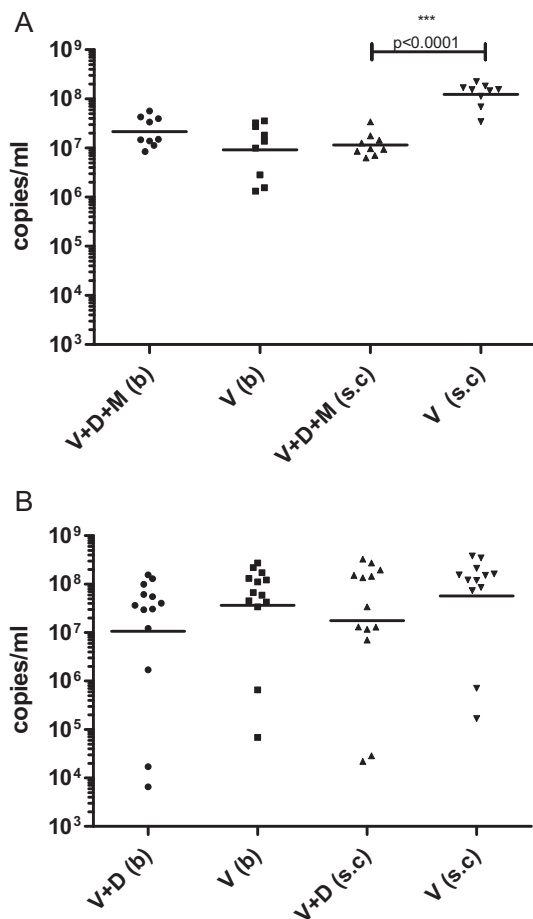 A
***
p<0.0001
copies/ml
10⁹
10⁸
10⁷
10⁶
10⁵
10⁴
10³
V+D+M (b)
V (b)
V+D+M (s.c)
V (s.c)
B
copies/ml
10⁹
10⁸
10⁷
10⁶
10⁵
10⁴
10³
V+D (b)
V (b)
V+D (s.c)
V (s.c)